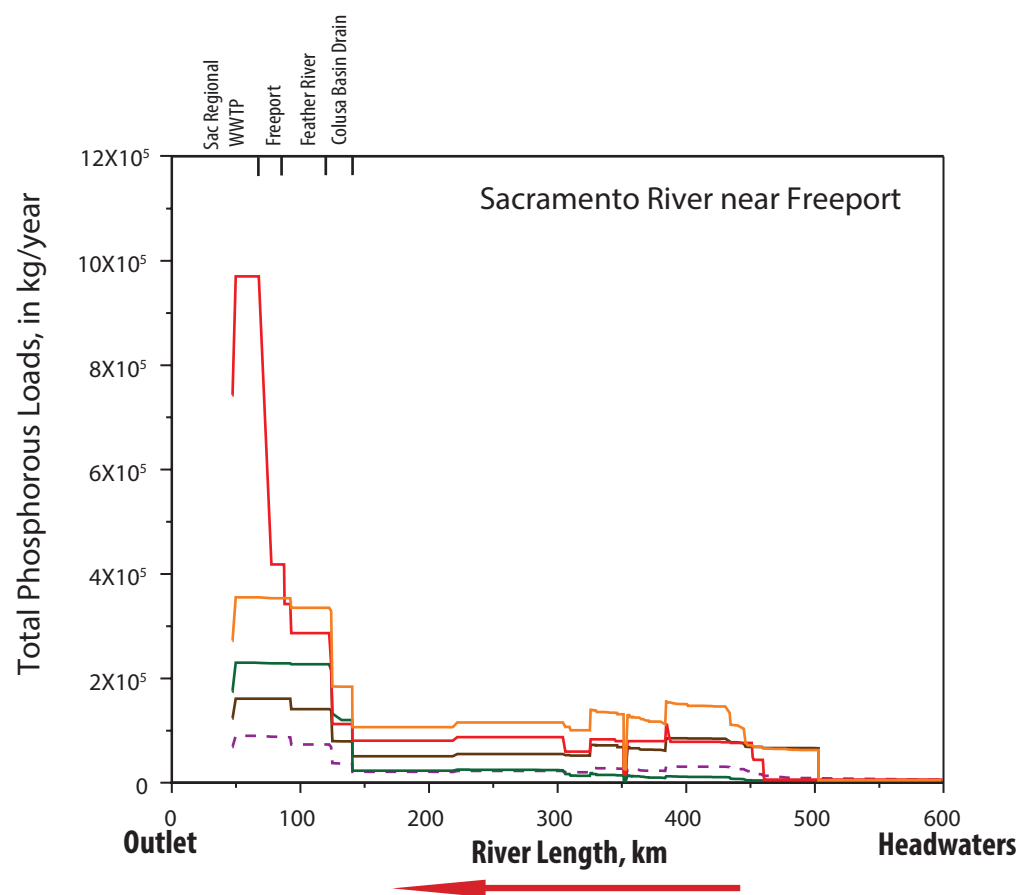 Sac Regional
WWTP
Freeport
Feather River
Colusa Basin Drain
12X10⁵
10X10⁵
8X10⁵
6X10⁵
4X10⁵
2X10⁵
0
Total Phosphorous Loads, in kg/year
Sacramento River near Freeport
0 100 200 300 400 500 600
Outlet River Length, km Headwaters